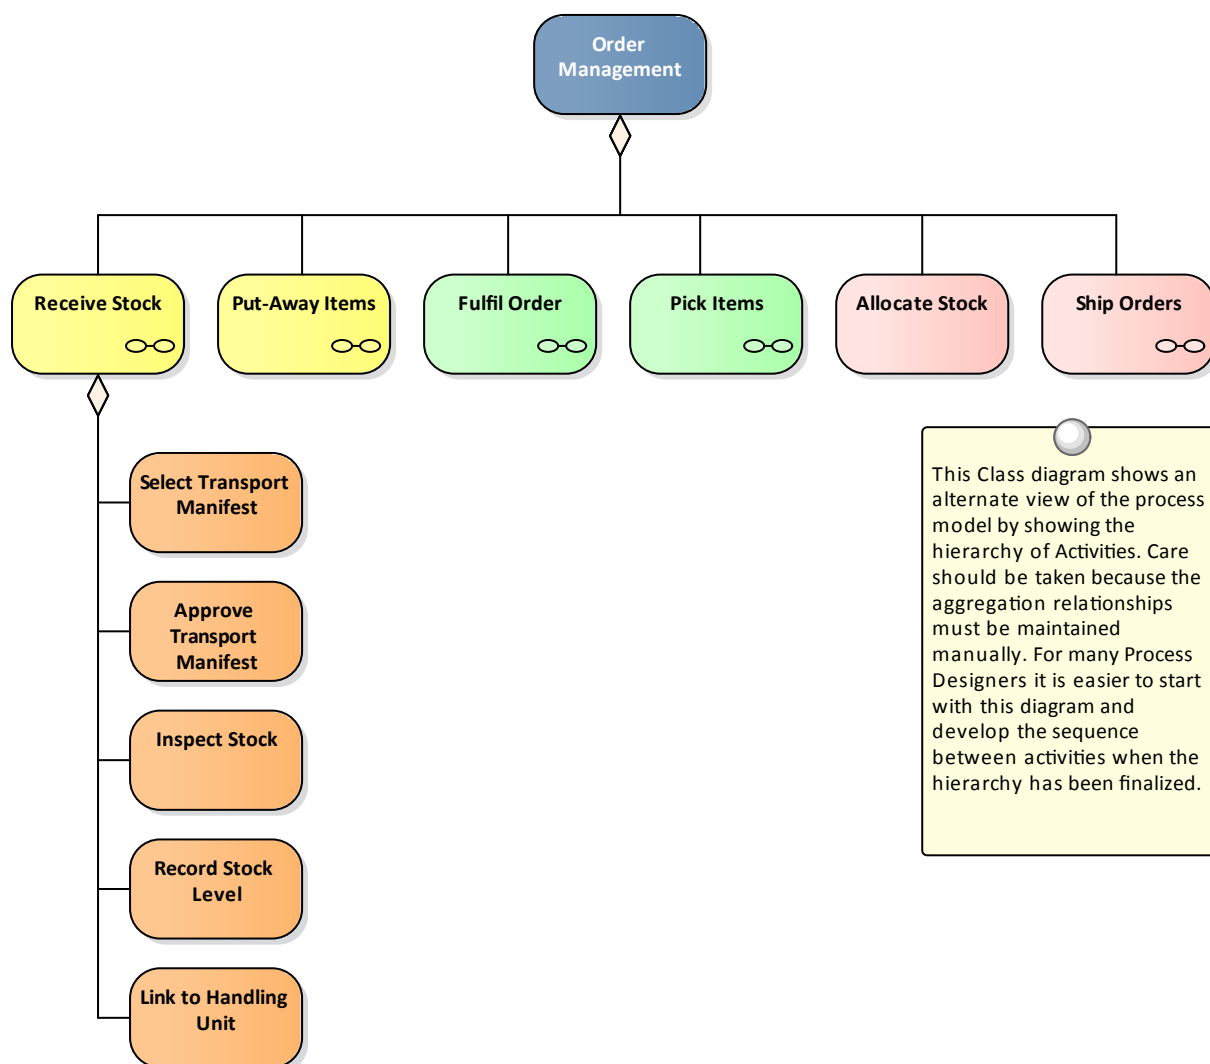 Order
Management
Receive Stock
Put-Away Items
Fulfil Order
Pick Items
Allocate Stock
Ship Orders
Select Transport
Manifest
Approve
Transport
Manifest
Inspect Stock
Record Stock
Level
Link to Handling
Unit
This Class diagram shows an
alternate view of the process
model by showing the
hierarchy of Activities. Care
should be taken because the
aggregation relationships
must be maintained
manually. For many Process
Designers it is easier to start
with this diagram and
develop the sequence
between activities when the
hierarchy has been finalized.